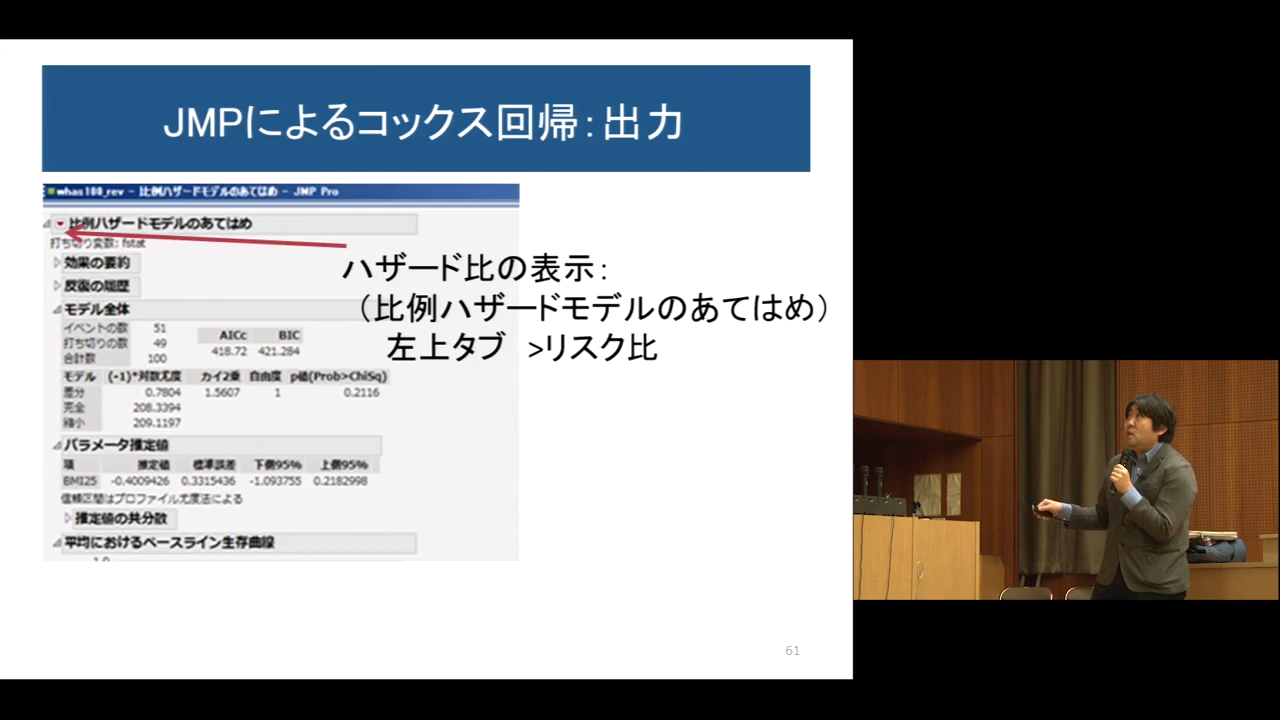 JMPによるコックス回帰：出力
whas100_rev - 比例ハザードモデルのあてはめ - JMP Pro
比例ハザードモデルのあてはめ
打ち切り変数: fstat
効果の要約
反復の履歴
モデル全体
イベントの数 51
打ち切りの数 49
合計数 100
AICc BIC
418.72 421.284
モデル (-1)*対数尤度 カイ2乗 自由度 p値(Prob>ChiSq)
差分 0.7804 1.5607 1 0.2116
完全 208.3394
縮小 209.1197
パラメータ推定値
項 推定値 標準誤差 下側95% 上側95%
BMI25 -0.4009426 0.3315436 -1.093755 0.2182998
信頼区間はプロファイル尤度法による
推定値の共分散
平均におけるベースライン生存曲線
1.0
ハザード比の表示：
（比例ハザードモデルのあてはめ）
左上タブ >リスク比
61